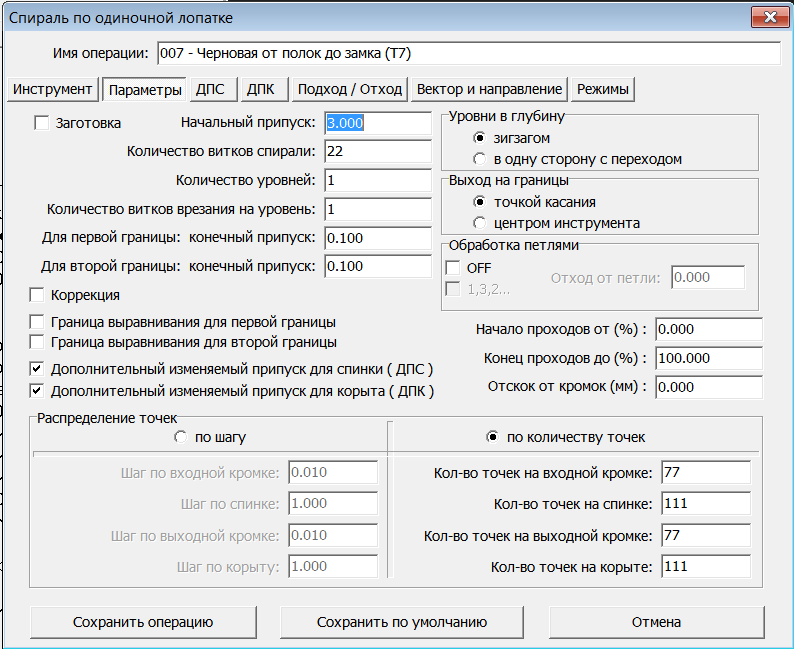 Спираль по одиночной лопатке
Имя операции: 007 - Черновая от полок до замка (Т7)
Инструмент Параметры ДПС ДПК Подход / Отход Вектор и направление Режимы
Заготовка Начальный припуск: 3.000
Количество витков спирали: 22
Количество уровней: 1
Количество витков врезания на уровень: 1
Для первой границы: конечный припуск: 0.100
Для второй границы: конечный припуск: 0.100
Уровни в глубину
зигзагом
в одну сторону с переходом
Выход на границы
точкой касания
центром инструмента
Обработка петлями
OFF
1,3,2...
Отход от петли: 0.000
Коррекция
Граница выравнивания для первой границы
Граница выравнивания для второй границы
Дополнительный изменяемый припуск для спинки ( ДПС )
Дополнительный изменяемый припуск для корыта ( ДПК )
Начало проходов от (%) : 0.000
Конец проходов до (%) : 100.000
Отскок от кромок (мм) : 0.000
Распределение точек
по шагу
Шаг по входной кромке: 0.010
Шаг по спинке: 1.000
Шаг по выходной кромке: 0.010
Шаг по корыту: 1.000
по количеству точек
Кол-во точек на входной кромке: 77
Кол-во точек на спинке: 111
Кол-во точек на выходной кромке: 77
Кол-во точек на корыте: 111
Сохранить операцию Сохранить по умолчанию Отмена